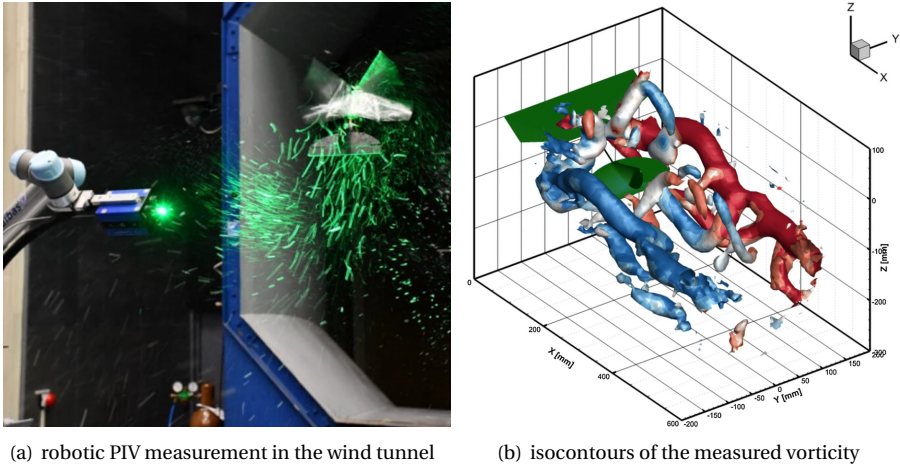 Z
Y
X
100
0
-100
-200
Z [mm]
0
200
400
600
X [mm]
-200
-150
-100
-50
0
50
100
150
Y [mm]
(a) robotic PIV measurement in the wind tunnel
(b) isocontours of the measured vorticity